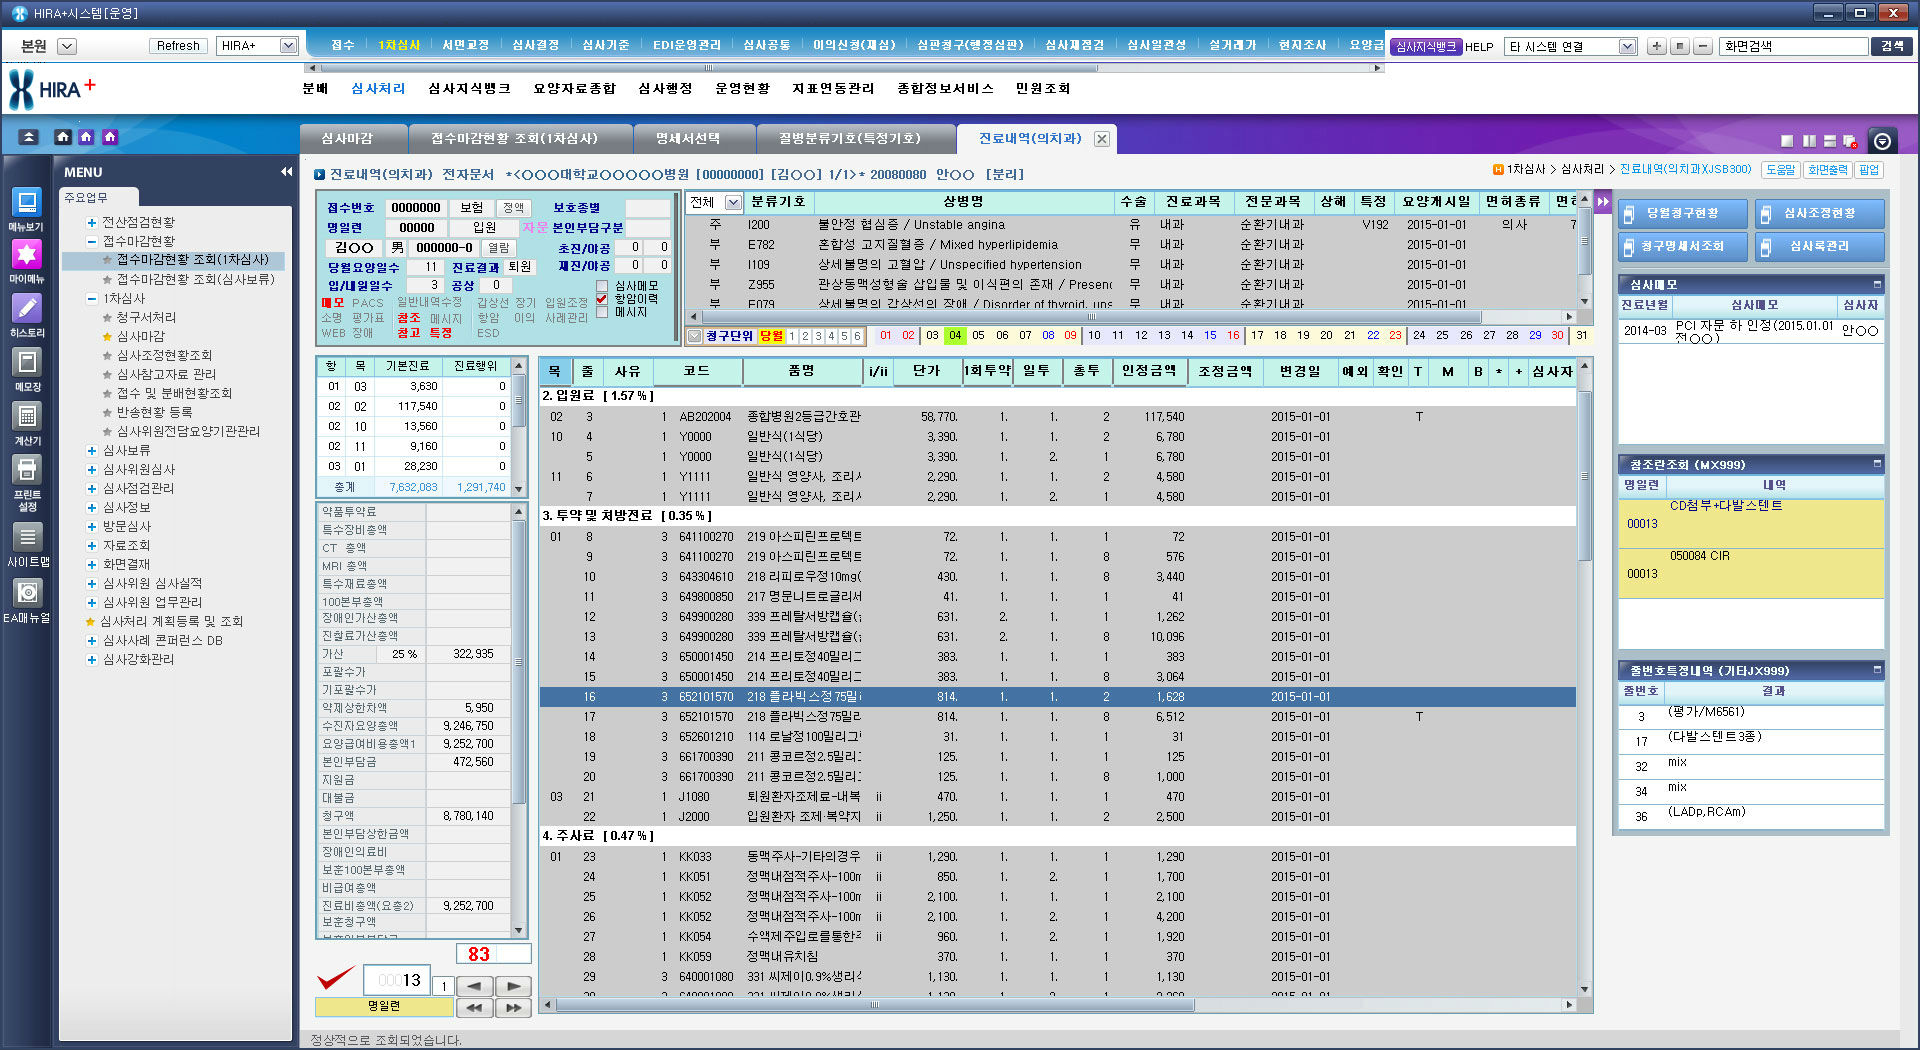 HIRA+시스템[운영]
본원 Refresh HIRA+ 접수 1차심사 서면교정 심사결정 심사기준 EDI운영관리 심사공통 이의신청(재심) 심판청구(행정심판) 심사재점검 심사일관성 실거래가 현지조사 요양급 심사지식뱅크 HELP 타 시스템 연결 화면검색 검색
HIRA+ 분배 심사처리 심사지식뱅크 요양자료종합 심사행정 운영현황 지표연동관리 종합정보서비스 민원조회
심사마감 접수마감현황 조회(1차심사) 명세서선택 질병분류기호(특정기호) 진료내역(의치과)
MENU
주요업무
전산점검현황
접수마감현황
접수마감현황 조회(1차심사)
접수마감현황 조회(심사보류)
1차심사
청구서처리
심사마감
심사조정현황조회
심사참고자료 관리
접수 및 분배현황조회
반송현황 등록
심사위원전담요양기관관리
심사보류
심사위원심사
심사점검관리
심사정보
방문심사
자료조회
화면결재
심사위원 심사실적
심사위원 업무관리
심사처리 계획등록 및 조회
심사사례 콘퍼런스 DB
심사강화관리
메뉴보기
마이메뉴
히스토리
메모장
계산기
프린트
설정
사이트맵
EA메뉴얼
진료내역(의치과) 전자문서 *<○○○대학교○○○○○병원 [00000000] [김○○] 1/1>* 20080080 안○○ [분리]
1차심사 > 심사처리 > 진료내역(의치과)(JSB300) 도움말 화면출력 팝업
접수번호 0000000 보험 정액 보호종별
명일련 00000 입원 자문 본인부담구분
김○○ 男 000000-0 열람 초진/야공 0 0
당월요양일수 11 진료결과 퇴원 재진/야공 0 0
입/내원일수 3 공상 0 심사메모
메모 PACS 일반내역수정 갑상선 장기 입원조정 항암이력
소명 평가표 참조 메시지 항암 이의 사례관리 메시지
WEB 장애 참고 특정 ESD
전체 분류기호 상병명 수술 진료과목 전문과목 상해 특정 요양개시일 면허종류 면허
주 I200 불안정 협심증 / Unstable angina 유 내과 순환기내과 V192 2015-01-01 의사 7
부 E782 혼합성 고지질혈증 / Mixed hyperlipidemia 무 내과 순환기내과 2015-01-01
부 I109 상세불명의 고혈압 / Unspecified hypertension 무 내과 순환기내과 2015-01-01
부 Z955 관상동맥성형술 삽입물 및 이식편의 존재 / Presenc 무 내과 순환기내과 2015-01-01
부 E079 상세불명의 갑상선의 장애 / Disorder of thyroid, uns 무 내과 순환기내과 2015-01-01
청구단위 당월 1 2 3 4 5 6 01 02 03 04 05 06 07 08 09 10 11 12 13 14 15 16 17 18 19 20 21 22 23 24 25 26 27 28 29 30 31
항 목 기본진료 진료행위
01 03 3,630 0
02 02 117,540 0
02 10 13,560 0
02 11 9,160 0
03 01 28,230 0
총계 7,632,083 1,291,740
약품투약료
특수장비총액
CT 총액
MRI 총액
특수재료총액
100본부총액
장애인가산총액
진찰료가산총액
가산 25 % 322,935
포괄수가
기포괄수가
약제상한차액 5,950
수진자요양총액 9,246,750
요양급여비용총액1 9,252,700
본인부담금 472,560
지원금
대불금
청구액 8,780,140
본인부담상한금액
장애인의료비
보훈100본부총액
비급여총액
진료비총액(요총2) 9,252,700
보훈청구액
83
00013 1
명일련
목 줄 사유 코드 품명 i/ii 단가 1회투약 일투 총투 인정금액 조정금액 변경일 예외 확인 T M B * + 심사자
2. 입원료 [ 1.57 % ]
02 3 1 AB202004 종합병원2등급간호관 58,770. 1. 1. 2 117,540 2015-01-01 T
10 4 1 Y0000 일반식(1식당) 3,390. 1. 1. 2 6,780 2015-01-01
5 1 Y0000 일반식(1식당) 3,390. 1. 2. 1 6,780 2015-01-01
11 6 1 Y1111 일반식 영양사, 조리사 2,290. 1. 1. 2 4,580 2015-01-01
7 1 Y1111 일반식 영양사, 조리사 2,290. 1. 2. 1 4,580 2015-01-01
3. 투약 및 처방전료 [ 0.35 % ]
01 8 3 641100270 219 아스피린프로텍트 72. 1. 1. 1 72 2015-01-01
9 3 641100270 219 아스피린프로텍트 72. 1. 1. 8 576 2015-01-01
10 3 643304610 218 리피로우정10mg( 430. 1. 1. 8 3,440 2015-01-01
11 3 649800850 217 명문니트로글리세 41. 1. 1. 1 41 2015-01-01
12 3 649900280 339 프레탈서방캡슐( 631. 2. 1. 1 1,262 2015-01-01
13 3 649900280 339 프레탈서방캡슐( 631. 2. 1. 8 10,096 2015-01-01
14 3 650001450 214 프리토정40밀리그 383. 1. 1. 1 383 2015-01-01
15 3 650001450 214 프리토정40밀리그 383. 1. 1. 8 3,064 2015-01-01
16 3 652101570 218 플라빅스정75밀리 814. 1. 1. 2 1,628 2015-01-01
17 3 652101570 218 플라빅스정75밀리 814. 1. 1. 8 6,512 2015-01-01 T
18 3 652601210 114 로날정100밀리그 31. 1. 1. 1 31 2015-01-01
19 3 661700390 211 콩코르정2.5밀리그 125. 1. 1. 1 125 2015-01-01
20 3 661700390 211 콩코르정2.5밀리그 125. 1. 1. 8 1,000 2015-01-01
03 21 1 J1080 퇴원환자조제료-내복 ii 470. 1. 1. 1 470 2015-01-01
22 1 J2000 입원환자 조제·복약지 ii 1,250. 1. 1. 2 2,500 2015-01-01
4. 주사료 [ 0.47 % ]
01 23 1 KK033 동맥주사-기타의경우 ii 1,290. 1. 1. 1 1,290 2015-01-01
24 1 KK051 정맥내점적주사-100m ii 850. 1. 2. 1 1,700 2015-01-01
25 1 KK052 정맥내점적주사-100m ii 2,100. 1. 1. 1 2,100 2015-01-01
26 1 KK052 정맥내점적주사-100m ii 2,100. 1. 2. 1 4,200 2015-01-01
27 1 KK054 수액제주입로를통한주 ii 960. 1. 2. 1 1,920 2015-01-01
28 1 KK059 정맥내유치침 370. 1. 1. 1 370 2015-01-01
29 3 640001080 331 씨제이0.9%생리식 1,130. 1. 1. 1 1,130 2015-01-01
당월청구현황 심사조정현황
청구명세서조회 심사록관리
심사메모
진료년월 심사메모 심사자
2014-03 PCI 자문 하 인정(2015.01.01 안○○
정○○)
참조란조회 (MX999)
명일련 내역
00013 CD첨부+다발스텐트
00013 050084 CIR
줄번호특정내역 (기타JX999)
줄번호 결과
3 (평가/M6561)
17 (다발스텐트3종)
32 mix
34 mix
36 (LADp,RCAm)
정상적으로 조회되었습니다.